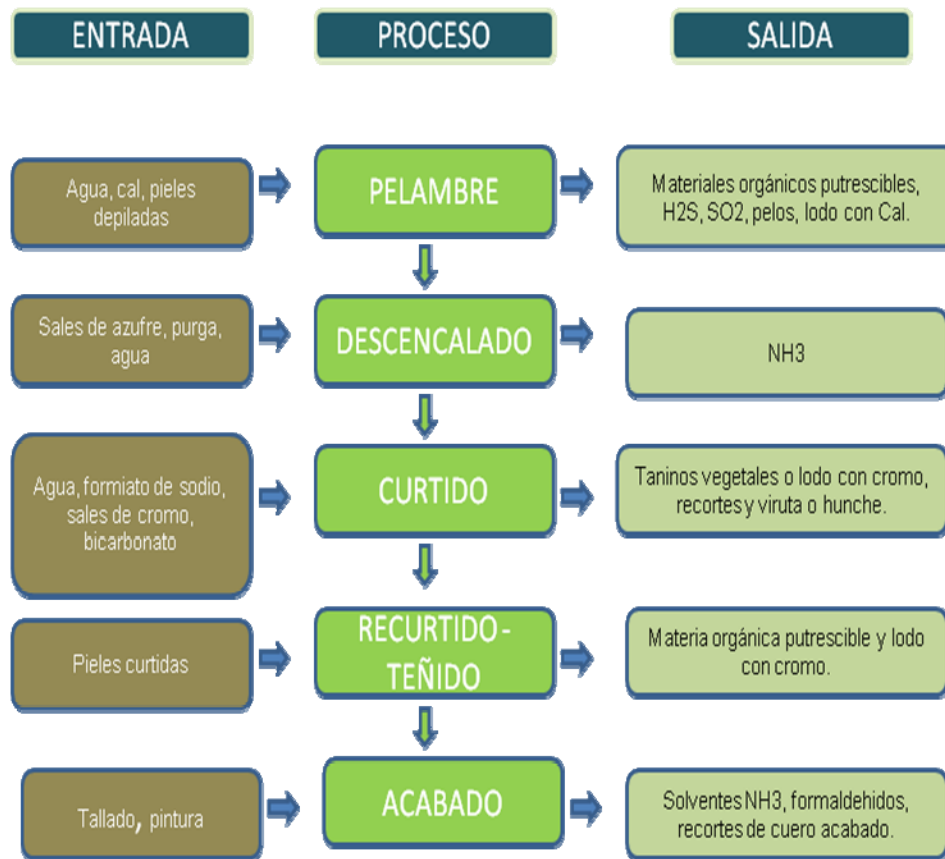 ENTRADA
PROCESO
SALIDA
Agua, cal, pieles
depiladas
PELAMBRE
Materiales orgánicos putrescibles,
H2S, SO2, pelos, lodo con Cal.
Sales de azufre, purga,
agua
DESCENCALADO
NH3
Agua, formiato de sodio,
sales de cromo,
bicarbonato
CURTIDO
Taninos vegetales o lodo con cromo,
recortes y viruta o hunche.
Pieles curtidas
RECURTIDO-
TEÑIDO
Materia orgánica putrescible y lodo
con cromo.
Tallado, pintura
ACABADO
Solventes NH3, formaldehidos,
recortes de cuero acabado.